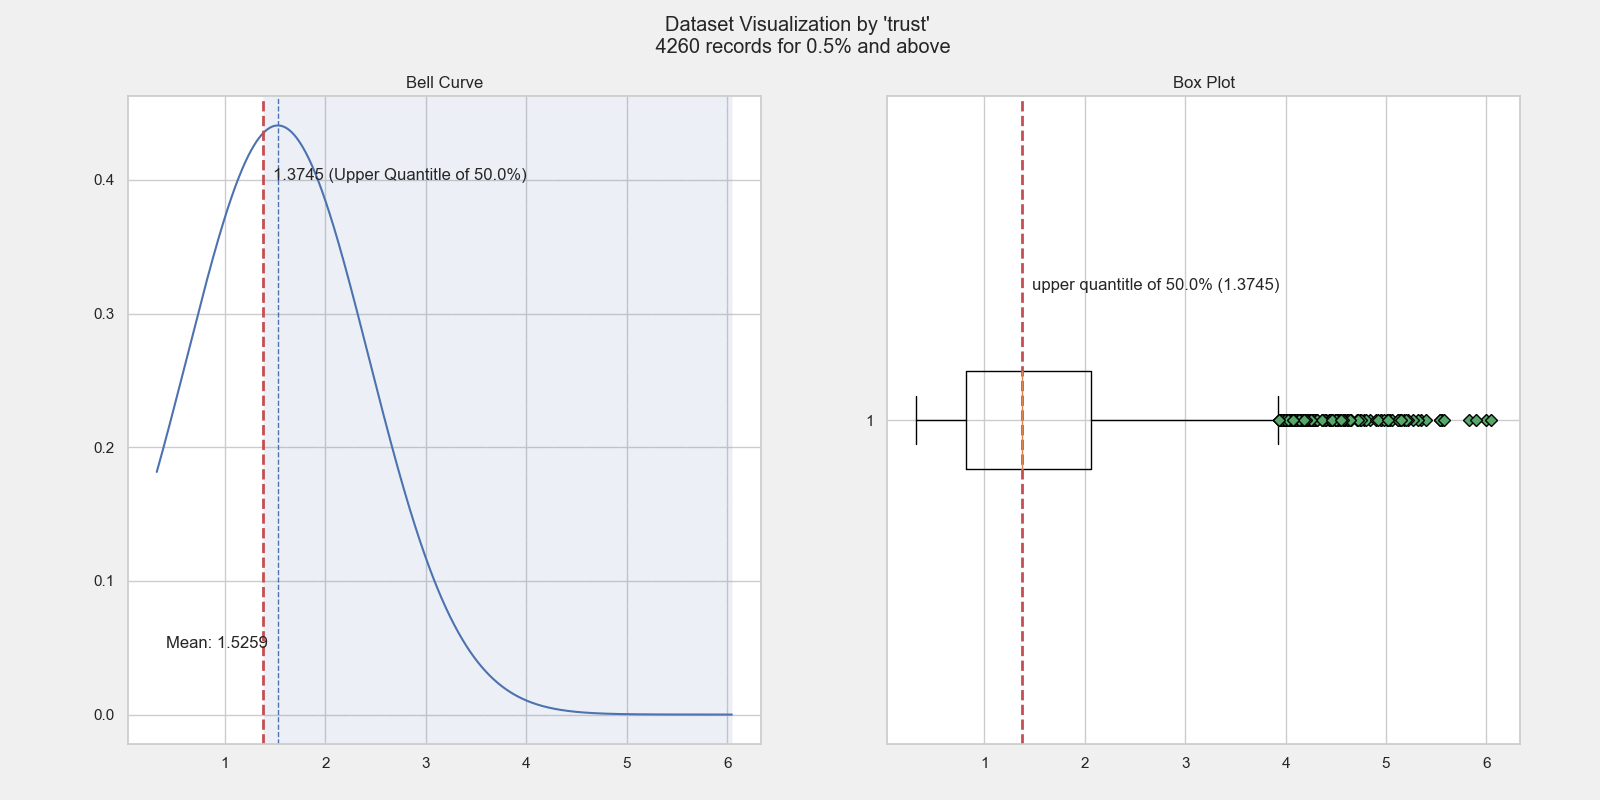 Dataset Visualization by 'trust'
4260 records for 0.5% and above
Bell Curve
0.4
0.3
0.2
0.1
0.0
1.3745 (Upper Quantitle of 50.0%)
Mean: 1.5259
1 2 3 4 5 6
Box Plot
upper quantitle of 50.0% (1.3745)
1
1 2 3 4 5 6